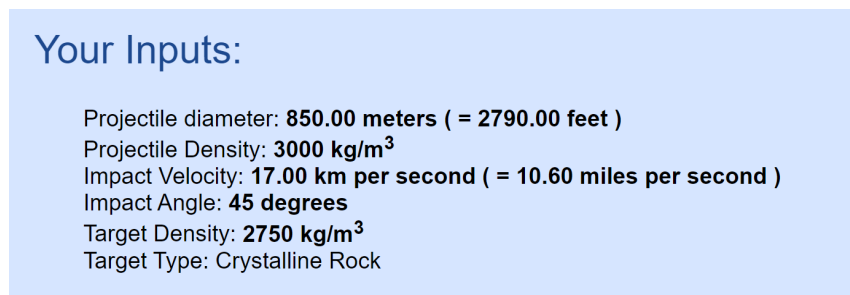 Your Inputs:
Projectile diameter: 850.00 meters ( = 2790.00 feet )
Projectile Density: 3000 kg/m³
Impact Velocity: 17.00 km per second ( = 10.60 miles per second )
Impact Angle: 45 degrees
Target Density: 2750 kg/m³
Target Type: Crystalline Rock